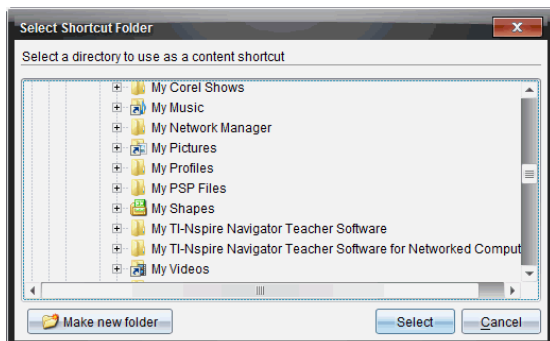 Select Shortcut Folder
Select a directory to use as a content shortcut
My Corel Shows
My Music
My Network Manager
My Pictures
My Profiles
My PSP Files
My Shapes
My TI-Nspire Navigator Teacher Software
My TI-Nspire Navigator Teacher Software for Networked Comput
My Videos
Make new folder Select Cancel